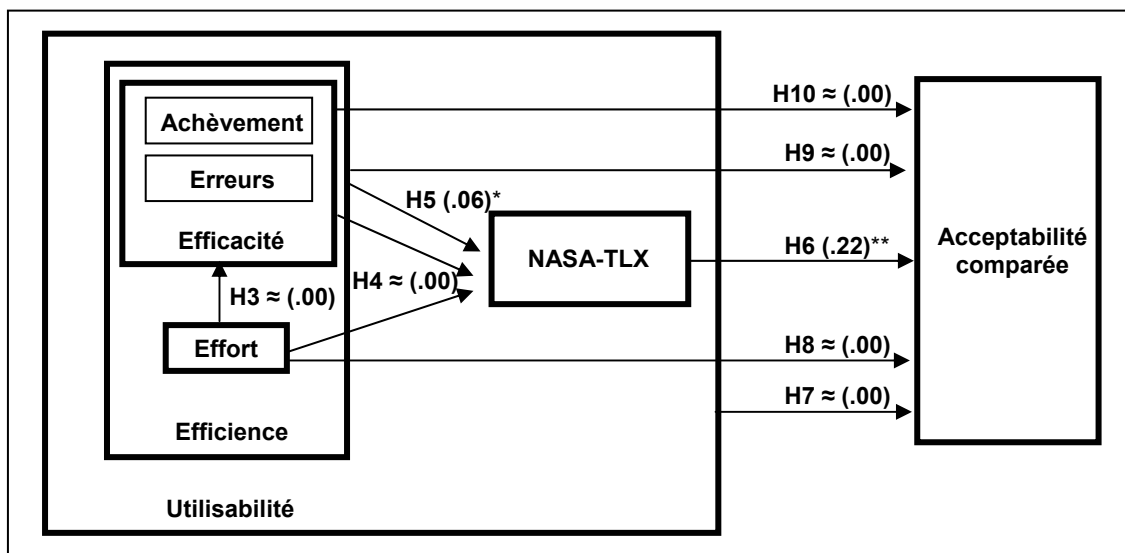 Achèvement
Erreurs
Efficacité
H3 ≈ (.00)
Effort
Efficience
Utilisabilité
H5 (.06)*
H4 ≈ (.00)
NASA-TLX
H10 ≈ (.00)
H9 ≈ (.00)
H6 (.22)**
H8 ≈ (.00)
H7 ≈ (.00)
Acceptabilité
comparée